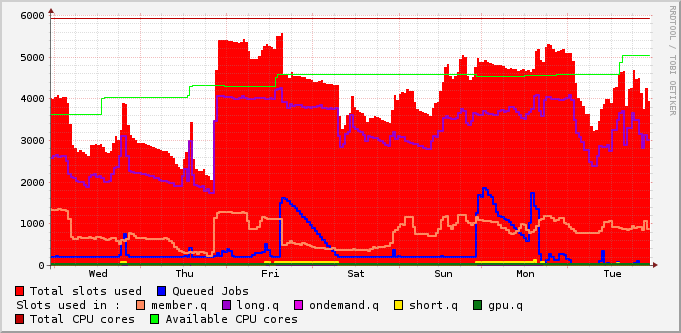 6000
5000
4000
3000
2000
1000
0
Wed Thu Fri Sat Sun Mon Tue
Total slots used Queued Jobs
Slots used in : member.q long.q ondemand.q short.q gpu.q
Total CPU cores Available CPU cores
RRDTOOL / TOBI OETIKER